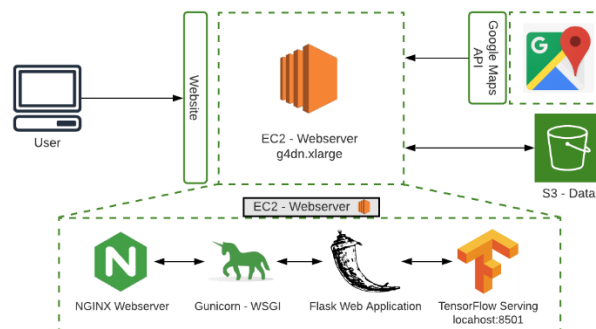 User
Website
EC2 - Webserver
g4dn.xlarge
Google Maps
API
G
S3 - Data
EC2 - Webserver
N
NGINX Webserver
Gunicorn - WSGI
Flask Web Application
TensorFlow Serving
locahost:8501